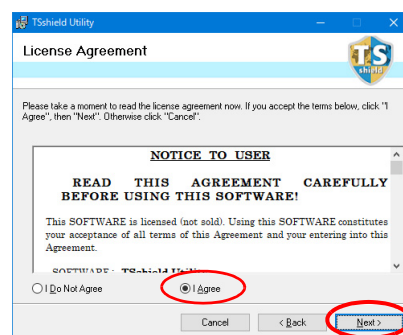 TSshield Utility
License Agreement
TS
shield
Please take a moment to read the license agreement now. If you accept the terms below, click "I
Agree", then "Next". Otherwise click "Cancel".
NOTICE TO USER
READ THIS AGREEMENT CAREFULLY
BEFORE USING THIS SOFTWARE!
This SOFTWARE is licensed (not sold). Using this SOFTWARE constitutes
your acceptance of all terms of this Agreement and your entering into this
Agreement.
SOFTWARE: TSshield Utility
I Do Not Agree
I Agree
Cancel
< Back
Next >